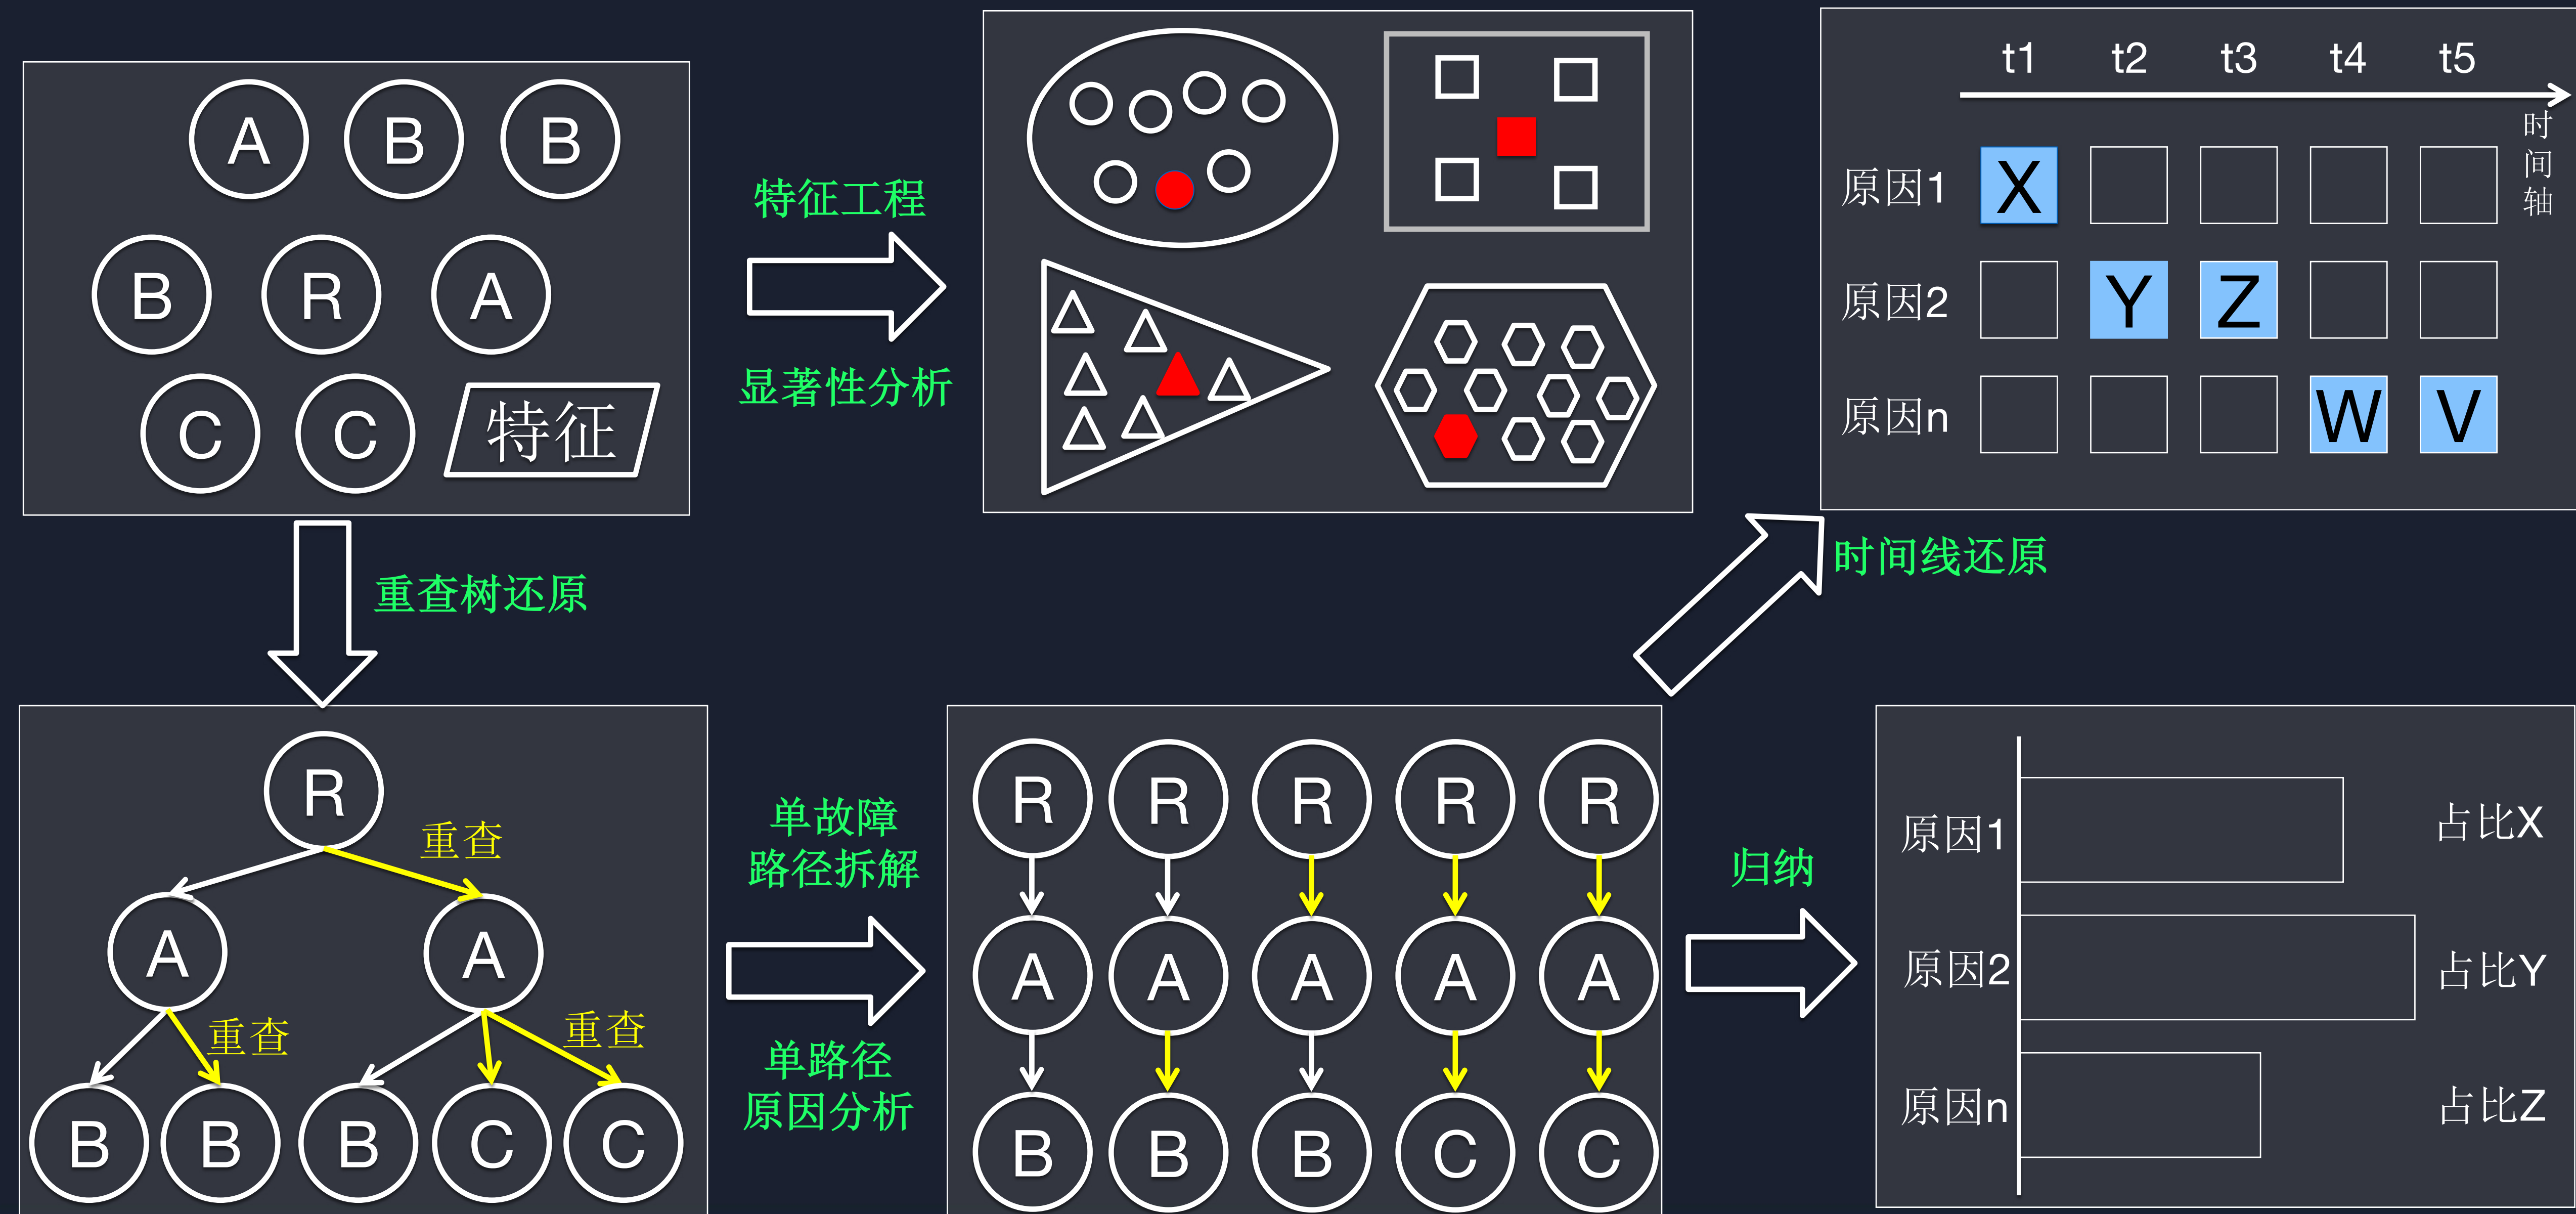 A B B
B R A
C C 特征
特征工程
显著性分析
t1 t2 t3 t4 t5
时间轴
原因1 X
原因2 Y Z
原因n W V
重查树还原
时间线还原
R
重查
A A
重查 重查
B B B C C
单故障
路径拆解
单路径
原因分析
R R R R R
A A A A A
B B B C C
归纳
原因1 占比X
原因2 占比Y
原因n 占比Z